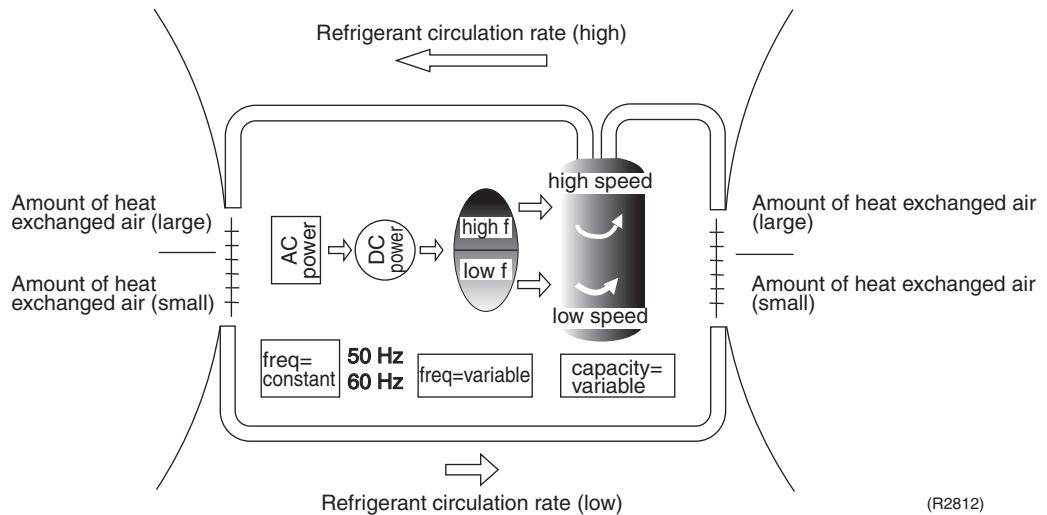 Refrigerant circulation rate (high)
high speed
Amount of heat
exchanged air (large)
Amount of heat
exchanged air (small)
AC
power
DC
power
high f
low f
low speed
Amount of heat exchanged air
(large)
Amount of heat exchanged air
(small)
freq=
constant
50 Hz
60 Hz
freq=variable
capacity=
variable
Refrigerant circulation rate (low)
(R2812)